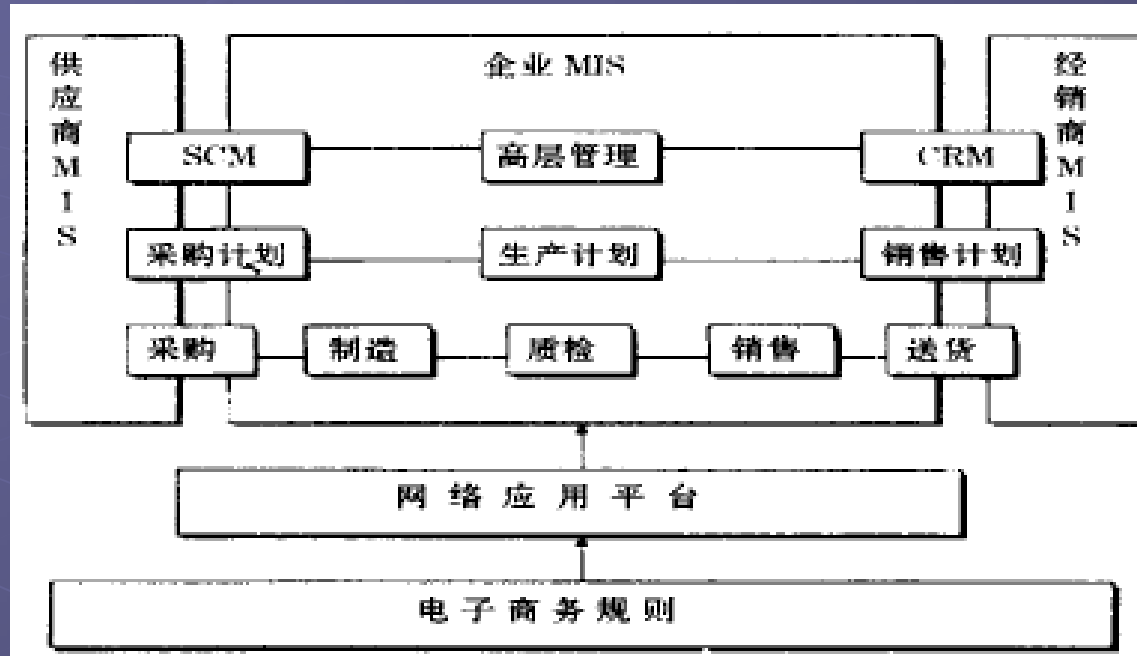 供应商MIS
企业 MIS
经销商MIS
SCM
高层管理
CRM
采购计划
生产计划
销售计划
采购
制造
质检
销售
送货
网络应用平台
电子商务规则